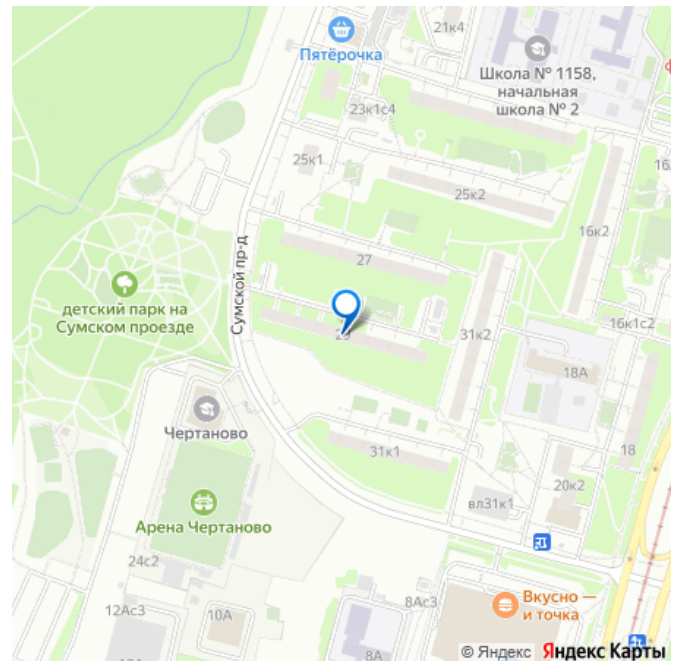 21к4
Пятёрочка
Школа № 1158,
начальная
школа № 2
23к1с4
25к1
16
25к2
16к2
Сумской пр-д
27
детский парк на
Сумском проезде
16к1с2
31к2
18А
Чертаново
31к1
18
20к2
вл31к1
Арена Чертаново
24с2
Вкусно —
и точка
8Ас3
12Ас3
10А
8А
© Яндекс Яндекс Карты